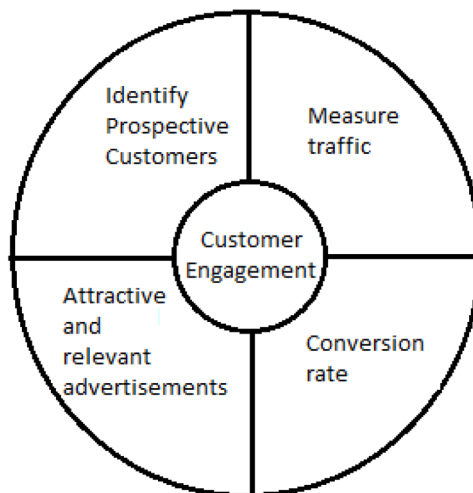 Identify
Prospective
Customers
Measure
traffic
Customer
Engagement
Attractive
and
relevant
advertisements
Conversion
rate